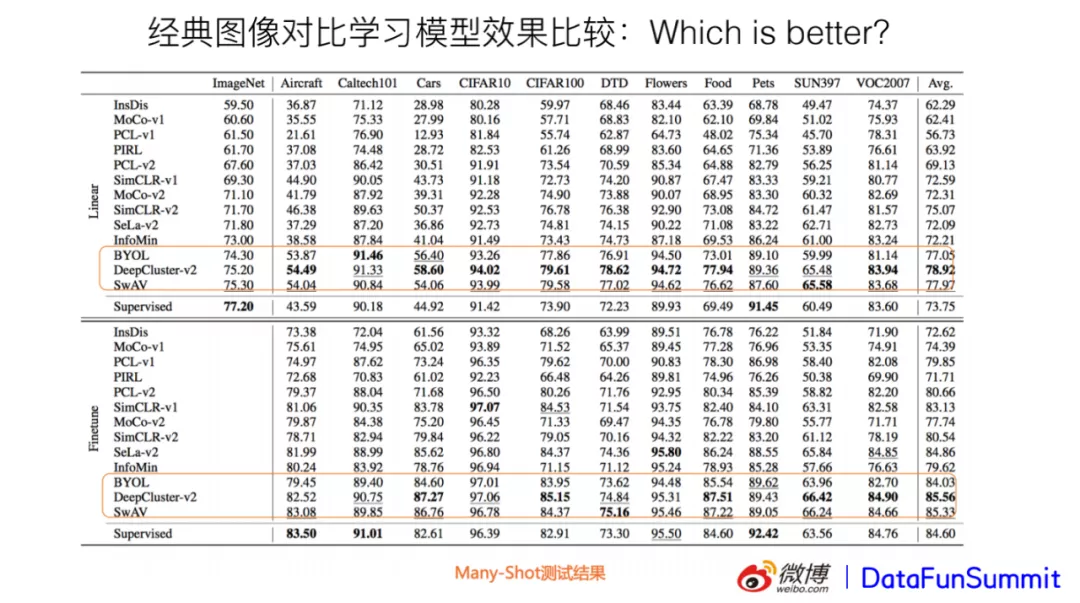 经典图像对比学习模型效果比较：Which is better?
ImageNet Aircraft Caltech101 Cars CIFAR10 CIFAR100 DTD Flowers Food Pets SUN397 VOC2007 Avg.
Linear
InsDis 59.50 36.87 71.12 28.98 80.28 59.97 68.46 83.44 63.39 68.78 49.47 74.37 62.29
MoCo-v1 60.60 35.55 75.33 27.99 80.16 57.71 68.83 82.10 62.10 69.84 51.02 75.93 62.41
PCL-v1 61.50 21.61 76.90 12.93 81.84 55.74 62.87 64.73 48.02 75.34 45.70 78.31 56.73
PIRL 61.70 37.08 74.48 28.72 82.53 61.26 68.99 83.60 64.65 71.36 53.89 76.61 63.92
PCL-v2 67.60 37.03 86.42 30.51 91.91 73.54 70.59 85.34 64.88 82.79 56.25 81.14 69.13
SimCLR-v1 69.30 44.90 90.05 43.73 91.18 72.73 74.20 90.87 67.47 83.33 59.21 80.77 72.59
MoCo-v2 71.10 41.79 87.92 39.31 92.28 74.90 73.88 90.07 68.95 83.30 60.32 82.69 72.31
SimCLR-v2 71.70 46.38 89.63 50.37 92.53 76.78 76.38 92.90 73.08 84.72 61.47 81.57 75.07
SeLa-v2 71.80 37.29 87.20 36.86 92.73 74.81 74.15 90.22 71.08 83.22 62.71 82.73 72.09
InfoMin 73.00 38.58 87.84 41.04 91.49 73.43 74.73 87.18 69.53 86.24 61.00 83.24 72.21
BYOL 74.30 53.87 91.46 56.40 93.26 77.86 76.91 94.50 73.01 89.10 59.99 81.14 77.05
DeepCluster-v2 75.20 54.49 91.33 58.60 94.02 79.61 78.62 94.72 77.94 89.36 65.48 83.94 78.92
SwAV 75.30 54.04 90.84 54.06 93.99 79.58 77.02 94.62 76.62 87.60 65.58 83.68 77.97
Supervised 77.20 43.59 90.18 44.92 91.42 73.90 72.23 89.93 69.49 91.45 60.49 83.60 73.75
Finetune
InsDis 73.38 72.04 61.56 93.32 68.26 63.99 89.51 76.78 76.22 51.84 71.90 72.62
MoCo-v1 75.61 74.95 65.02 93.89 71.52 65.37 89.45 77.28 76.96 53.35 74.91 74.39
PCL-v1 74.97 87.62 73.24 96.35 79.62 70.00 90.83 78.30 86.98 58.40 82.08 79.85
PIRL 72.68 70.83 61.02 92.23 66.48 64.26 89.81 74.96 76.26 50.38 69.90 71.71
PCL-v2 79.37 88.04 71.68 96.50 80.26 71.76 92.95 80.34 85.39 58.82 82.20 80.66
SimCLR-v1 81.06 90.35 83.78 97.07 84.53 71.54 93.75 82.40 84.10 63.31 82.58 83.13
MoCo-v2 79.87 84.38 75.20 96.45 71.33 69.47 94.35 76.78 79.80 55.77 71.71 77.74
SimCLR-v2 78.71 82.94 79.84 96.22 79.05 70.16 94.32 82.22 83.20 61.12 78.19 80.54
SeLa-v2 81.99 88.99 85.62 96.80 84.37 74.36 95.80 86.24 88.55 65.84 84.85 84.86
InfoMin 80.24 83.92 78.76 96.94 71.15 71.12 95.24 78.93 85.28 57.66 76.63 79.62
BYOL 79.45 89.40 84.60 97.01 83.95 73.62 94.48 85.54 89.62 63.96 82.70 84.03
DeepCluster-v2 82.52 90.75 87.27 97.06 85.15 74.84 95.31 87.51 89.43 66.42 84.90 85.56
SwAV 83.08 89.85 86.76 96.78 84.37 75.16 95.46 87.22 89.05 66.24 84.66 85.33
Supervised 83.50 91.01 82.61 96.39 82.91 73.30 95.50 84.60 92.42 63.56 84.76 84.60
Many-Shot测试结果
微博
weibo.com
DataFunSummit